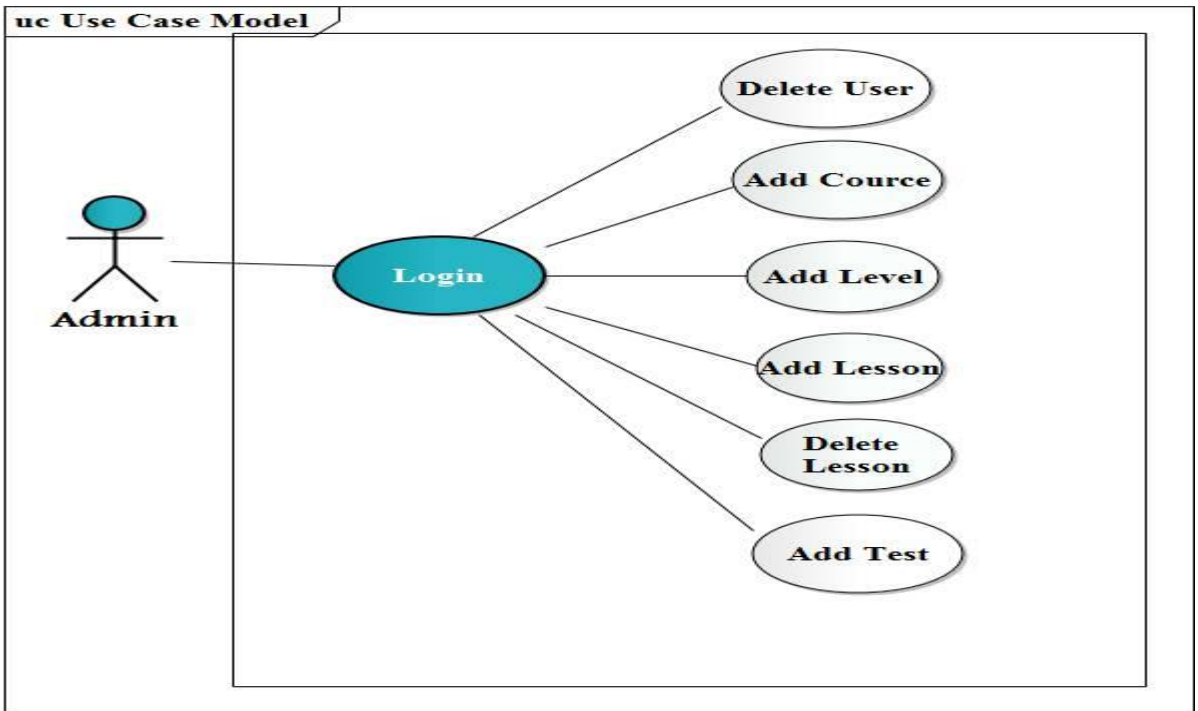 uc Use Case Model
Delete User
Add Cource
Login
Add Level
Admin
Add Lesson
Delete
Lesson
Add Test